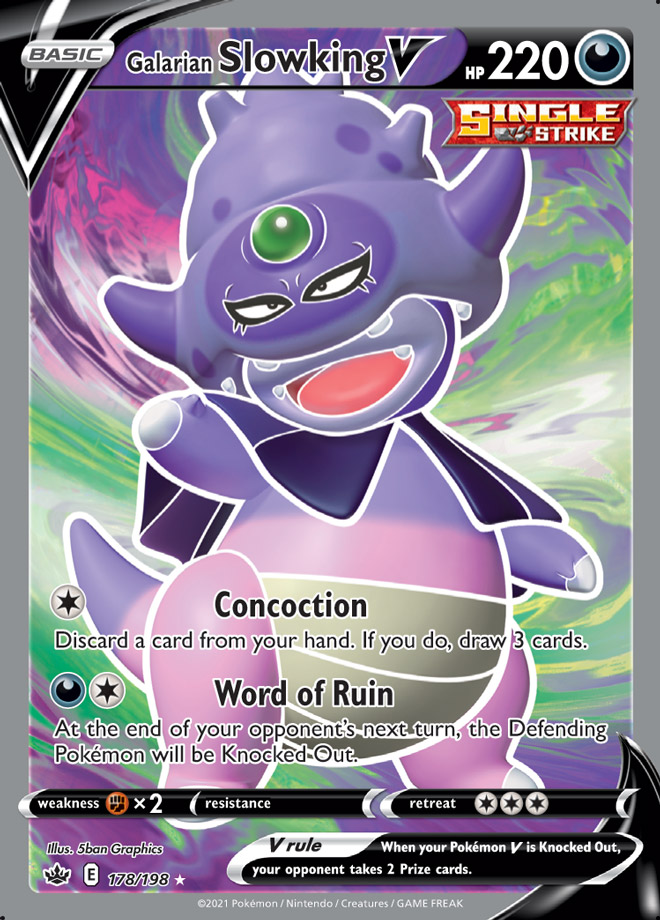 BASIC
Galarian Slowking V HP 220
SINGLE
STRIKE
Concoction
Discard a card from your hand. If you do, draw 3 cards.
Word of Ruin
At the end of your opponent's next turn, the Defending
Pokémon will be Knocked Out.
weakness ×2 resistance retreat
Illus. 5ban Graphics
V rule When your Pokémon V is Knocked Out,
your opponent takes 2 Prize cards.
E 178/198
©2021 Pokémon / Nintendo / Creatures / GAME FREAK